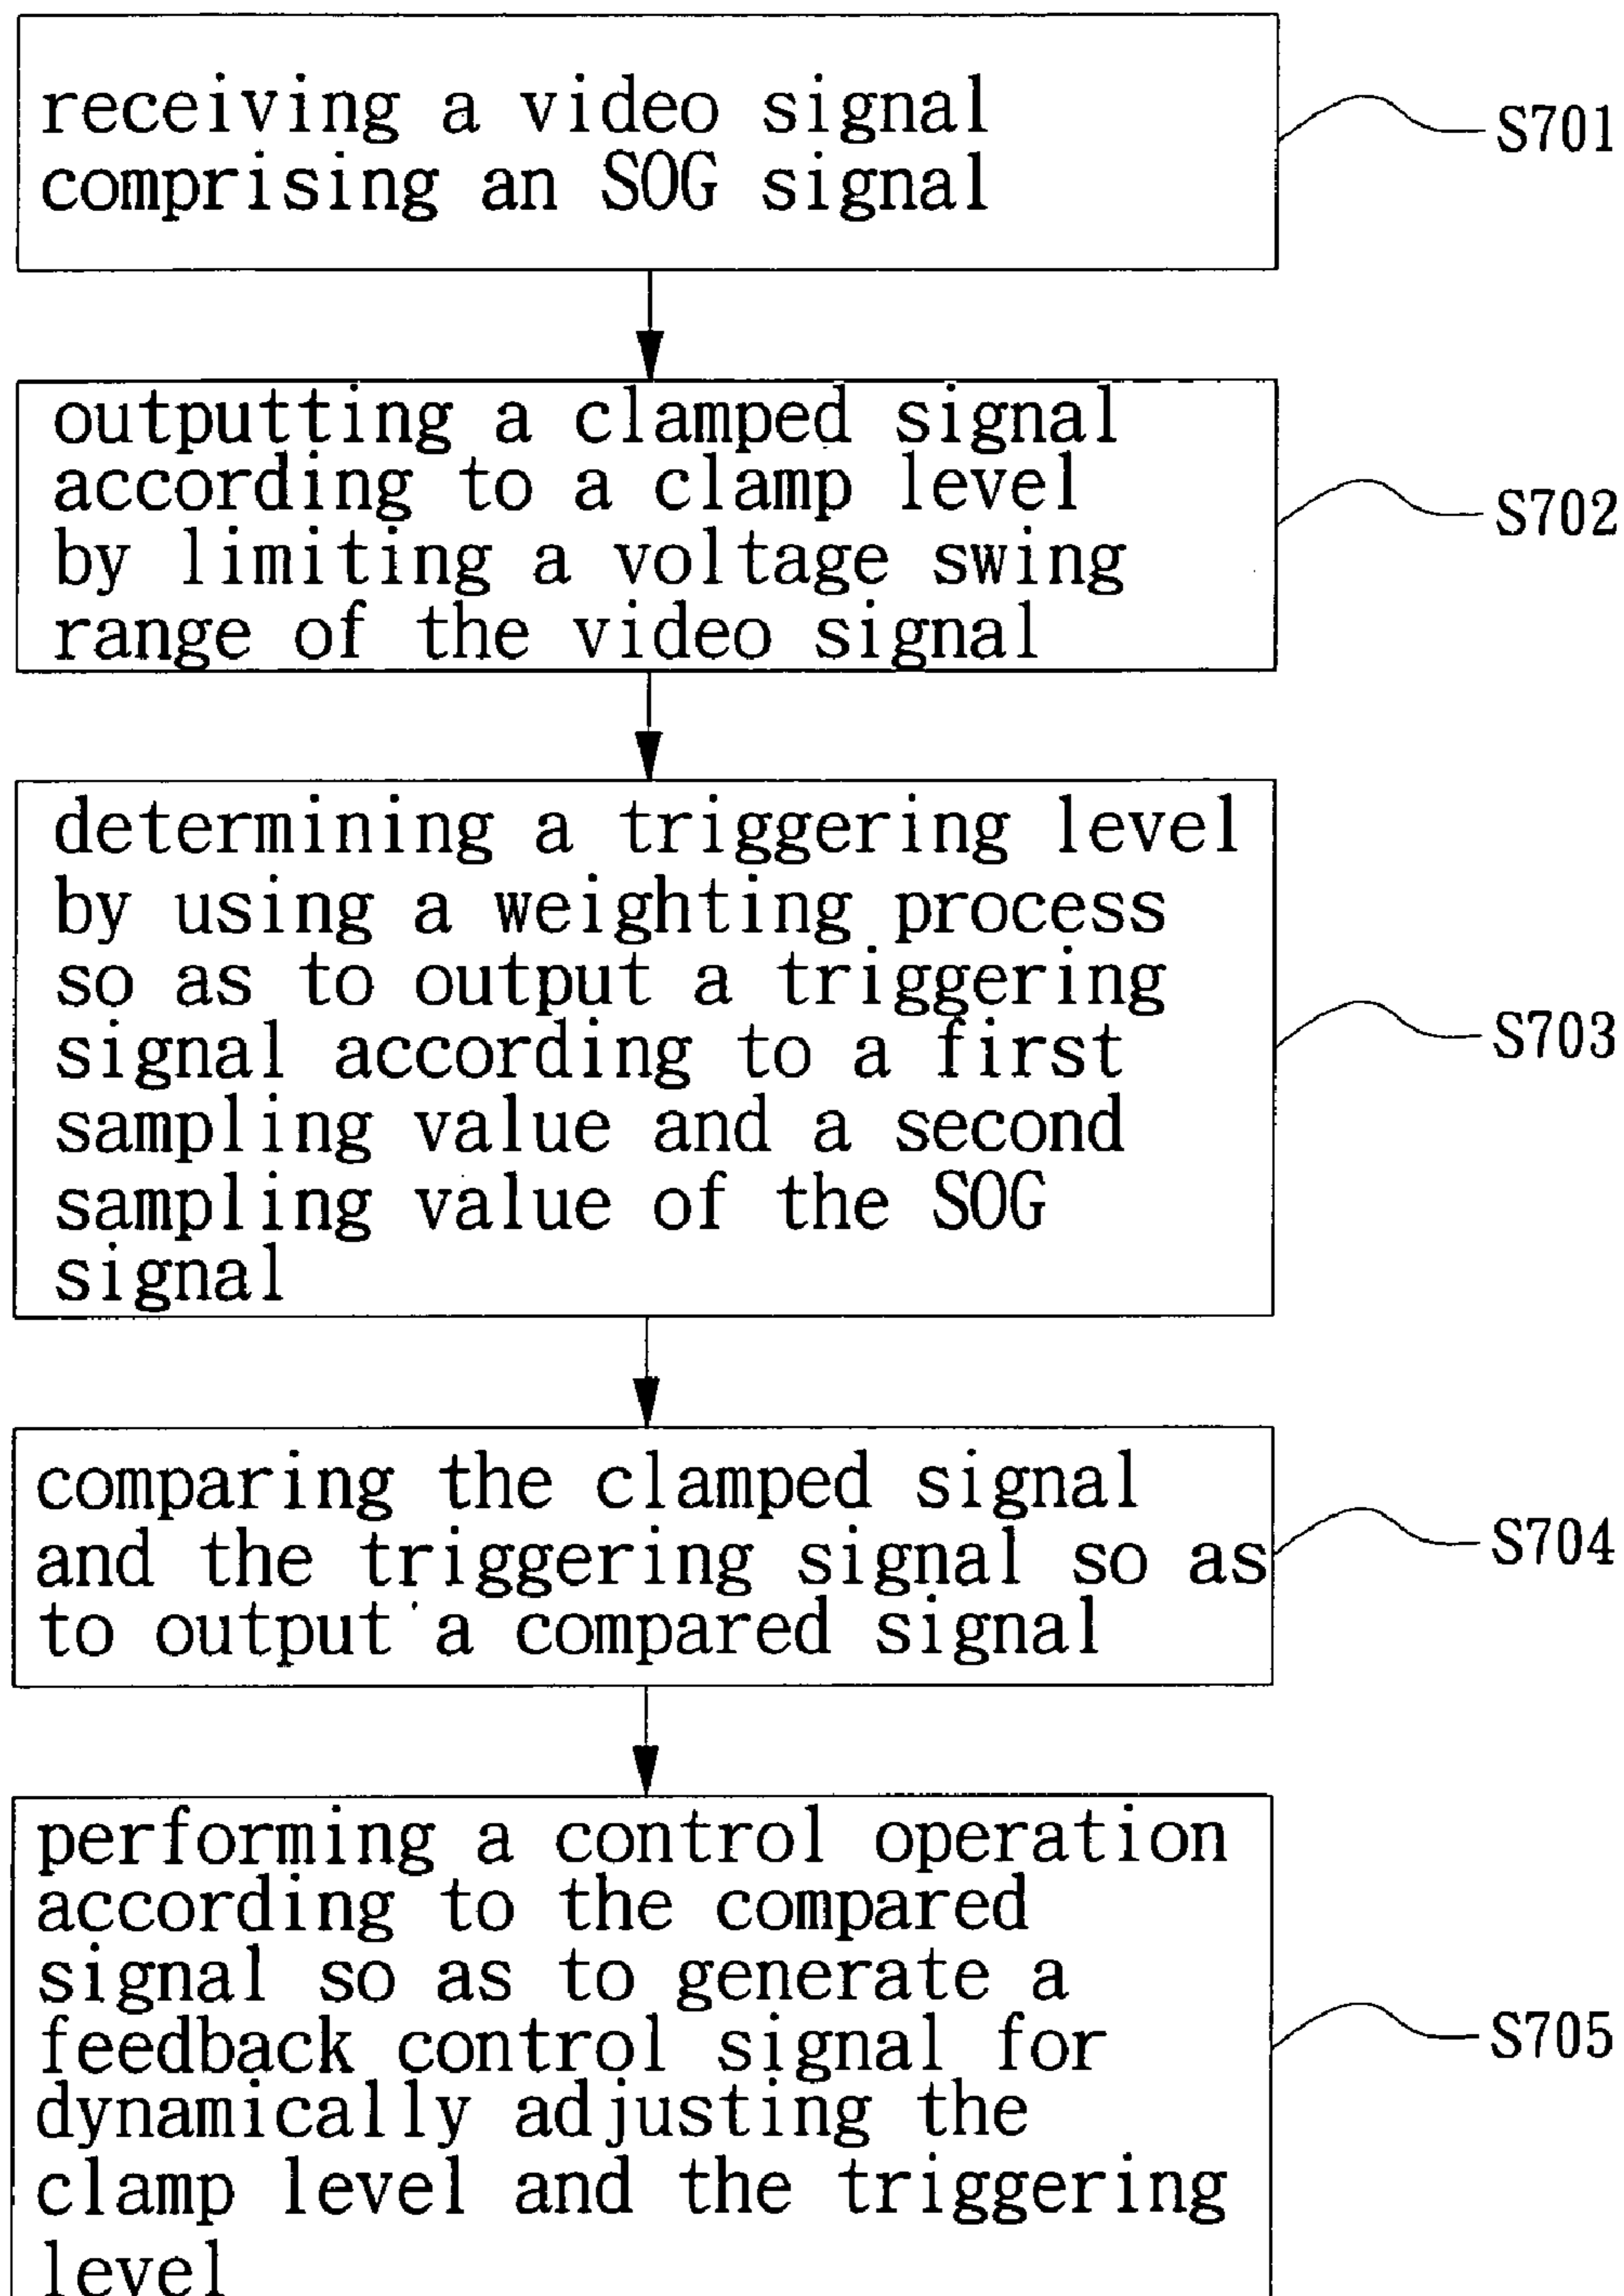 receiving a video signal
comprising an SOG signal
S701
outputting a clamped signal
according to a clamp level
by limiting a voltage swing
range of the video signal
S702
determining a triggering level
by using a weighting process
so as to output a triggering
signal according to a first
sampling value and a second
sampling value of the SOG
signal
S703
comparing the clamped signal
and the triggering signal so as
to output a compared signal
S704
performing a control operation
according to the compared
signal so as to generate a
feedback control signal for
dynamically adjusting the
clamp level and the triggering
level
S705